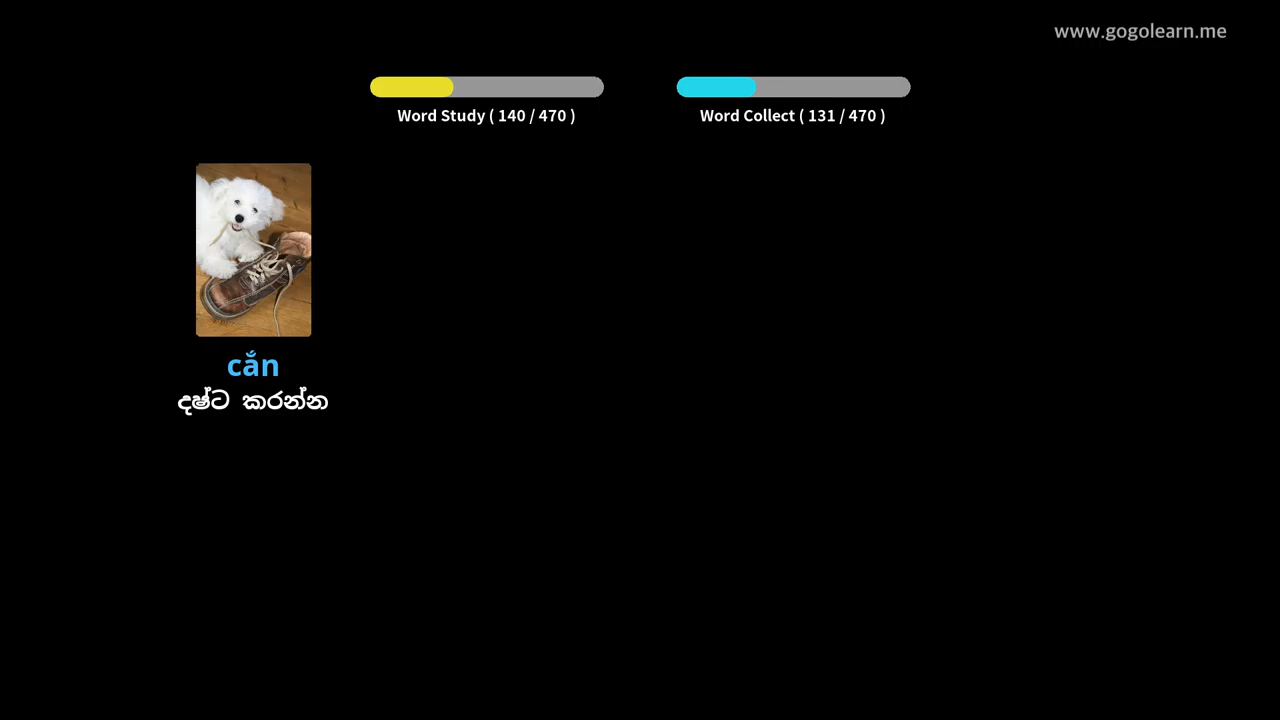 www.gogolearn.me
Word Study ( 140 / 470 )
Word Collect ( 131 / 470 )
cắn
දෂ්ට කරන්න